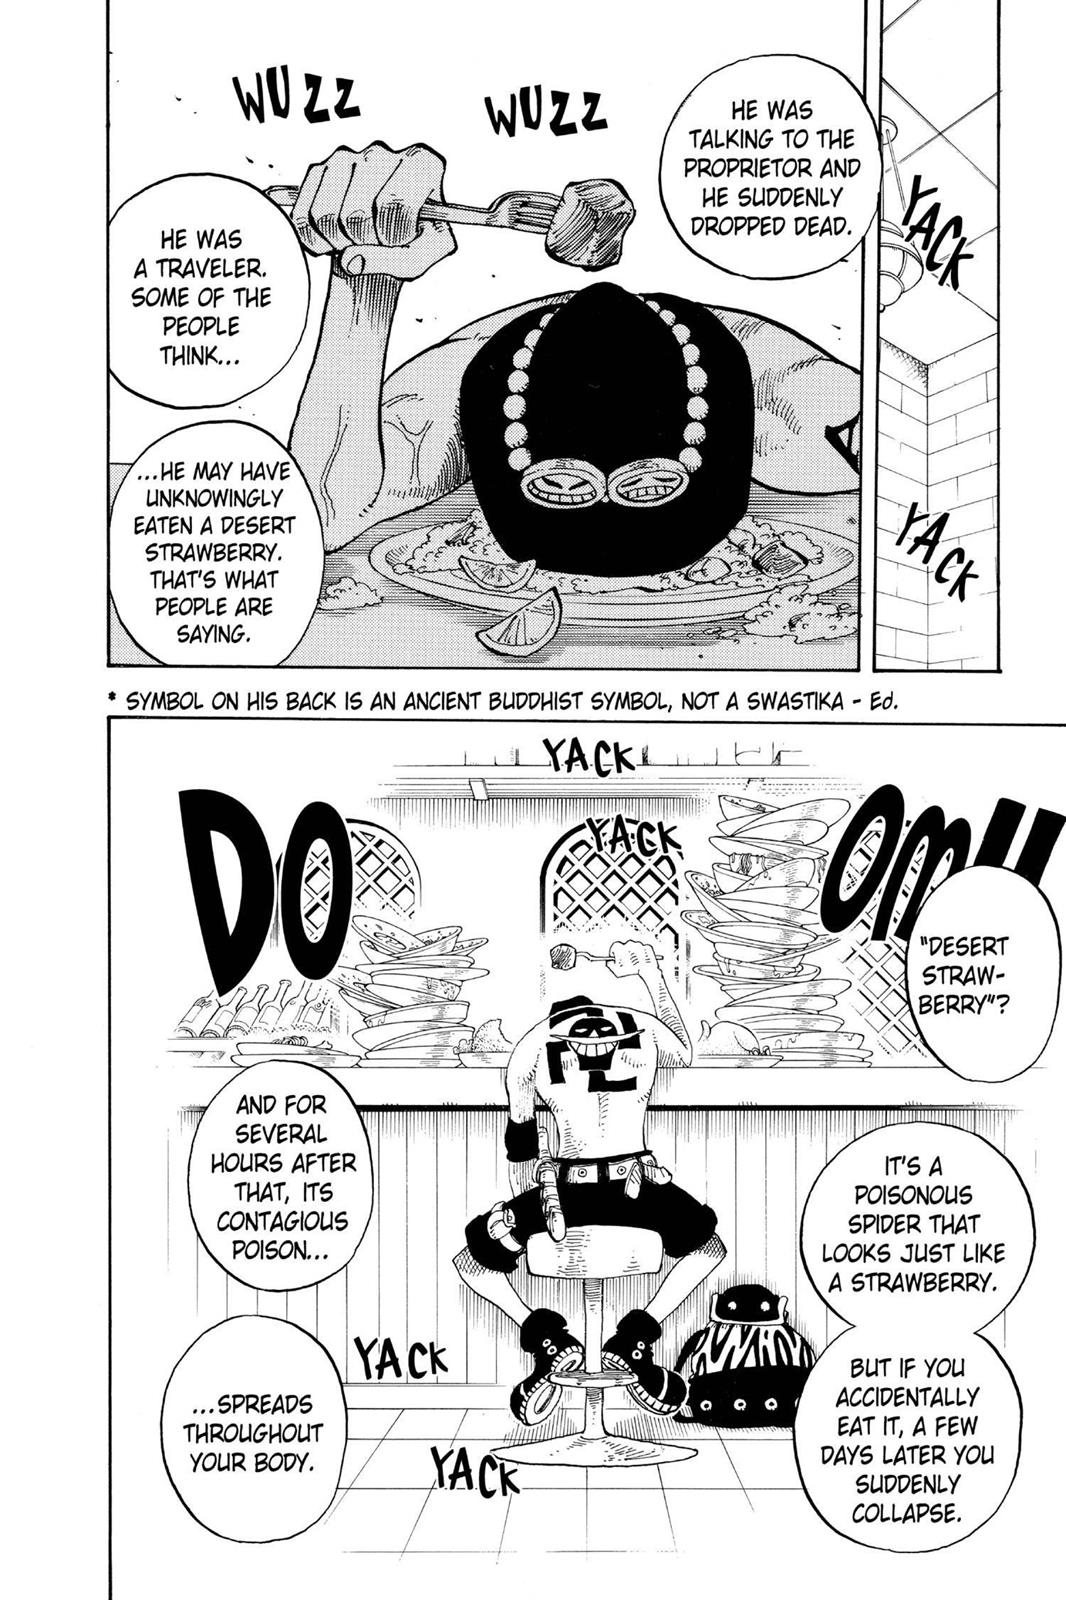 HE WAS
TALKING TO THE
PROPRIETOR AND
HE SUDDENLY
DROPPED DEAD.
WUZZ
WUZZ
YACK
YACK
HE WAS
A TRAVELER.
SOME OF THE
PEOPLE
THINK...
...HE MAY HAVE
UNKNOWINGLY
EATEN A DESERT
STRAWBERRY.
THAT'S WHAT
PEOPLE ARE
SAYING.
* SYMBOL ON HIS BACK IS AN ANCIENT BUDDHIST SYMBOL, NOT A SWASTIKA - Ed.
YACK
YACK
DOOM!!
"DESERT
STRAW-
BERRY"?
IT'S A
POISONOUS
SPIDER THAT
LOOKS JUST LIKE
A STRAWBERRY.
BUT IF YOU
ACCIDENTALLY
EAT IT, A FEW
DAYS LATER YOU
SUDDENLY
COLLAPSE.
AND FOR
SEVERAL
HOURS AFTER
THAT, ITS
CONTAGIOUS
POISON...
...SPREADS
THROUGHOUT
YOUR BODY.
YACK
YACK